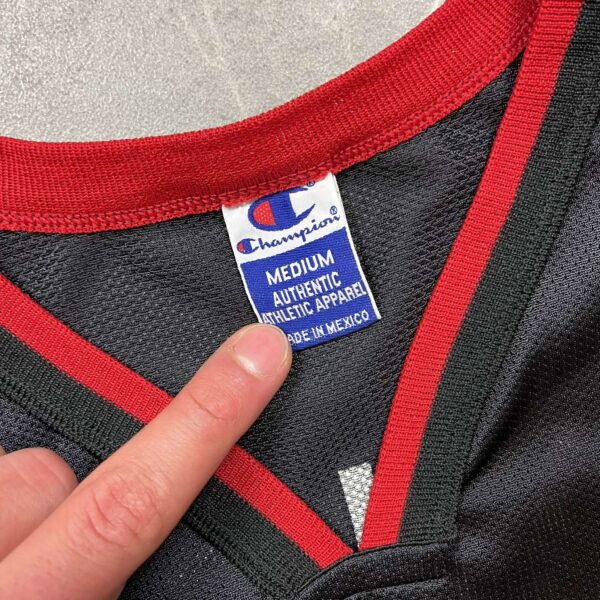 Champion®
MEDIUM
AUTHENTIC
ATHLETIC APPAREL
MADE IN MEXICO